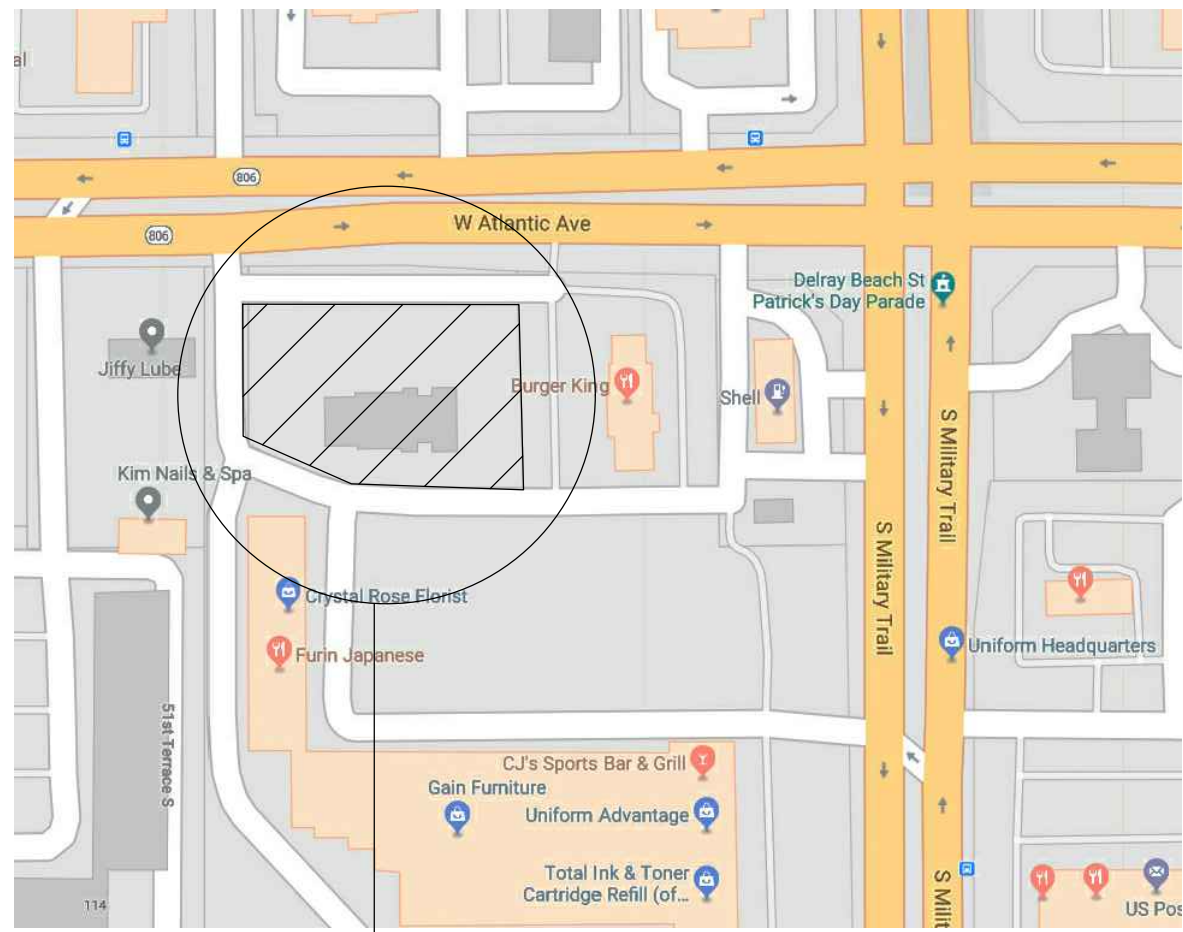 al
806
W Atlantic Ave
806
Delray Beach St
Patrick's Day Parade
Jiffy Lube
Burger King
Shell
Kim Nails & Spa
S Military Trail
S Military Trail
Crystal Rose Florist
Furin Japanese
Uniform Headquarters
51st Terrace S
CJ's Sports Bar & Grill
Gain Furniture
Uniform Advantage
Total Ink & Toner
Cartridge Refill (of...
S Milit
114
US Pos